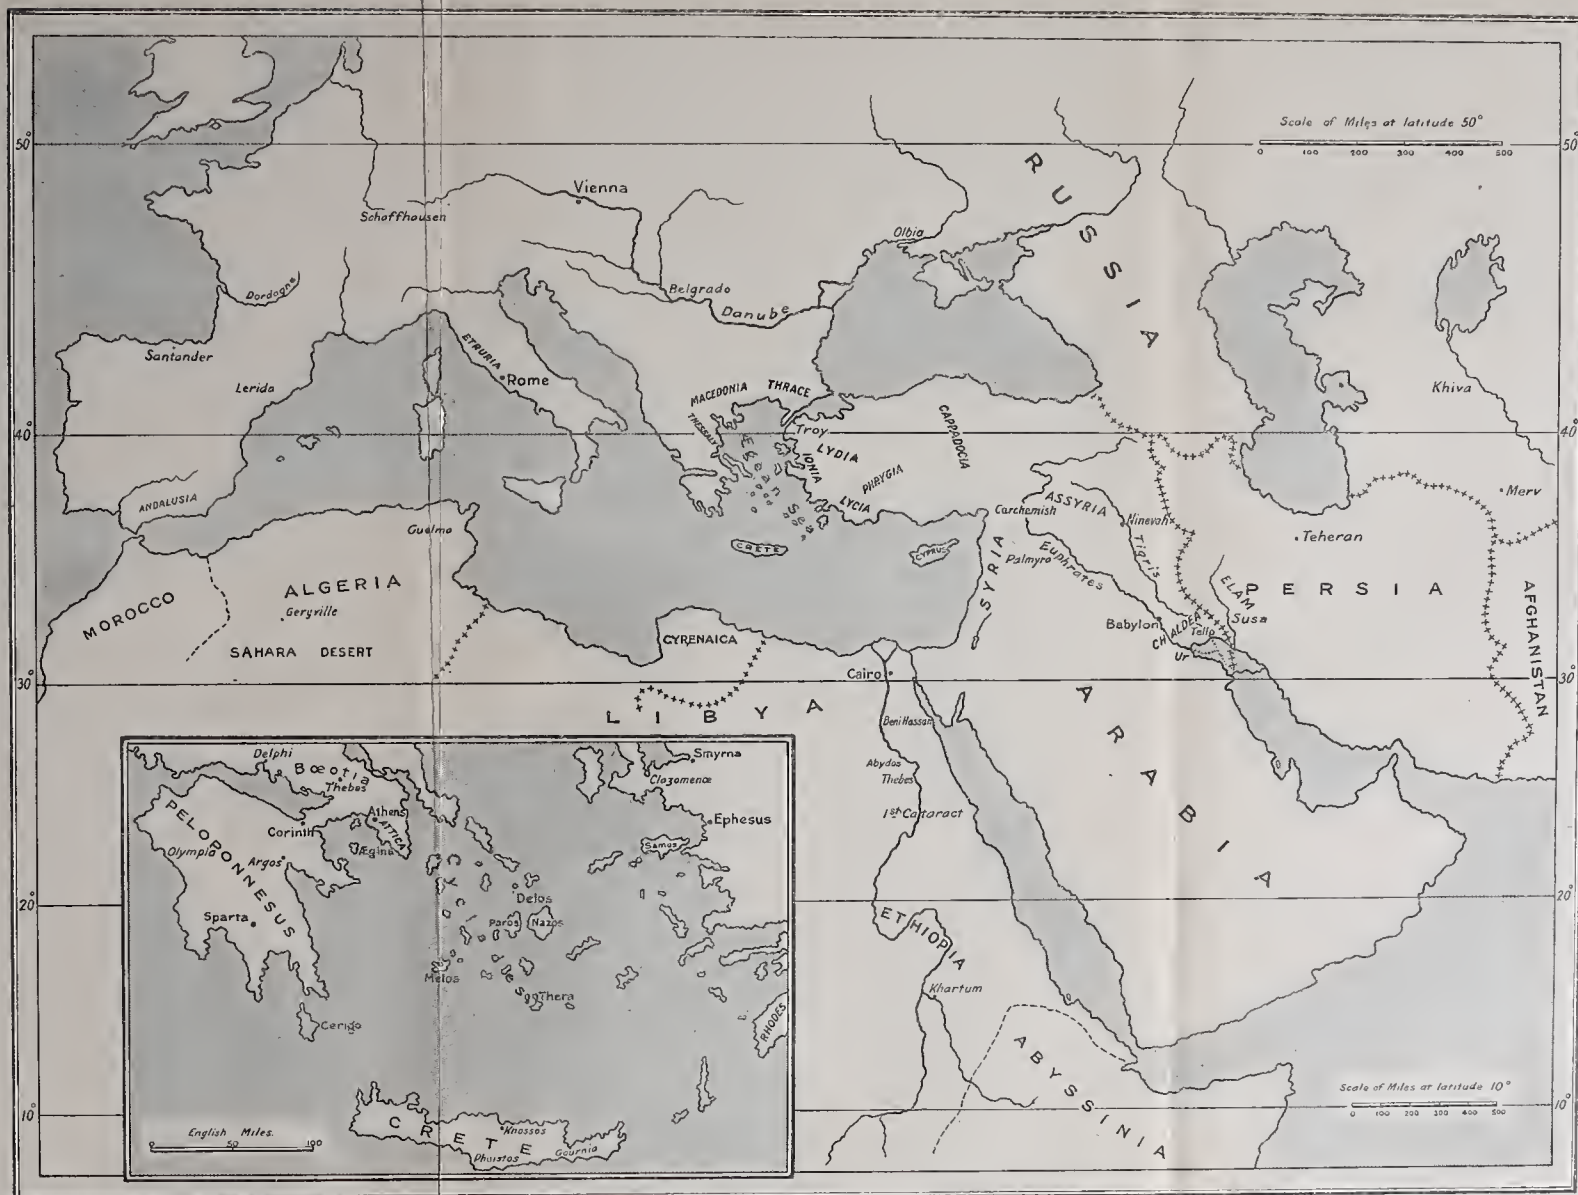 Scale of Miles at latitude 50°
0 100 200 300 400 500
50°
50°
RUSSIA
Vienna
Schaffhausen
Olbia
Dordogne
Belgrado
Danube
Santander
ETRURIA
Rome
Lerida
MACEDONIA
THRACE
Khiva
40°
40°
THESSALY
Ægean Sea
Troy
LYDIA
IONIA
CAPPADOCIA
PHRYGIA
LYCIA
ANDALUSIA
Merv
Guelma
Carchemish
ASSYRIA
Ninevah
CRETE
CYPRUS
SYRIA
Palmyra
Euphrates
Tigris
Teheran
ELAM
PERSIA
AFGHANISTAN
ALGERIA
MOROCCO
Geryville
Babylon
CHALDEA
Tello
Susa
Ur
SAHARA DESERT
CYRENAICA
Cairo
30°
30°
LIBYA
ARABIA
Beni Hassan
Abydos
Thebes
1st Cataract
20°
20°
ETHIOPIA
Khartum
ABYSSINIA
Scale of Miles at latitude 10°
0 100 200 300 400 500
10°
10°
Delphi
Bœotia
Thebes
Smyrna
Clazomenæ
PELOPONNESUS
Athens
ATTICA
Corinth
Ephesus
Olympia
Argos
Ægina
Samos
Cyclades
Delos
Paros
Naxos
Sparta
Melos
Thera
Cerigo
RHODES
CRETE
Knossos
Phaistos
Gournia
English Miles.
0 50 100